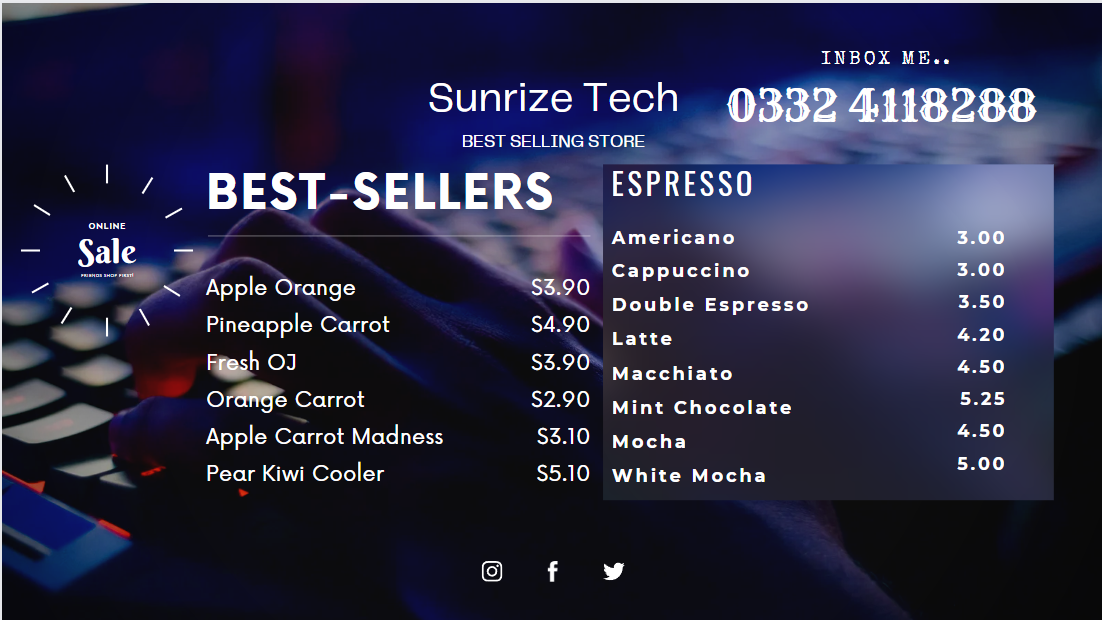 INBOX ME..
0332 4118288
Sunrize Tech
BEST SELLING STORE
ONLINE
Sale
FRIENDS SHOP FIRST!
BEST-SELLERS
Apple Orange S3.90
Pineapple Carrot S4.90
Fresh OJ S3.90
Orange Carrot S2.90
Apple Carrot Madness S3.10
Pear Kiwi Cooler S5.10
ESPRESSO
Americano 3.00
Cappuccino 3.00
Double Espresso 3.50
Latte 4.20
Macchiato 4.50
Mint Chocolate 5.25
Mocha 4.50
White Mocha 5.00